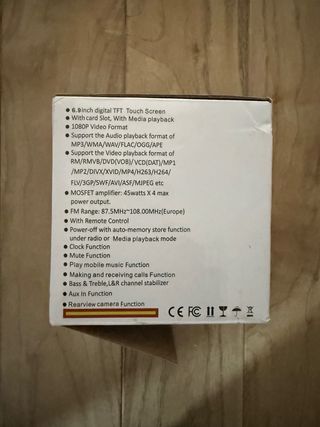 ● 6.9Inch digital TFT Touch Screen
● With card Slot, With Media playback
● 1080P Video Format
● Support the Audio playback format of
MP3/WMA/WAV/FLAC/OGG/APE
● Support the Video playback format of
RM/RMVB/DVD(VOB)/VCD(DAT)/MP1
/MP2/DIVX/XVID/MP4/H263/H264/
FLV/3GP/SWF/AVI/ASF/MJPEG etc
● MOSFET amplifier: 45watts X 4 max
power output.
● FM Range: 87.5MHz~108.00MHz(Europe)
● With Remote Control
● Power-off with auto-memory store function
under radio or Media playback mode
● Clock Function
● Mute Function
● Play mobile music Function
● Making and receiving calls Function
● Bass & Treble,L&R channel stabilizer
● Aux in Function
● Rearview camera Function
CE FC